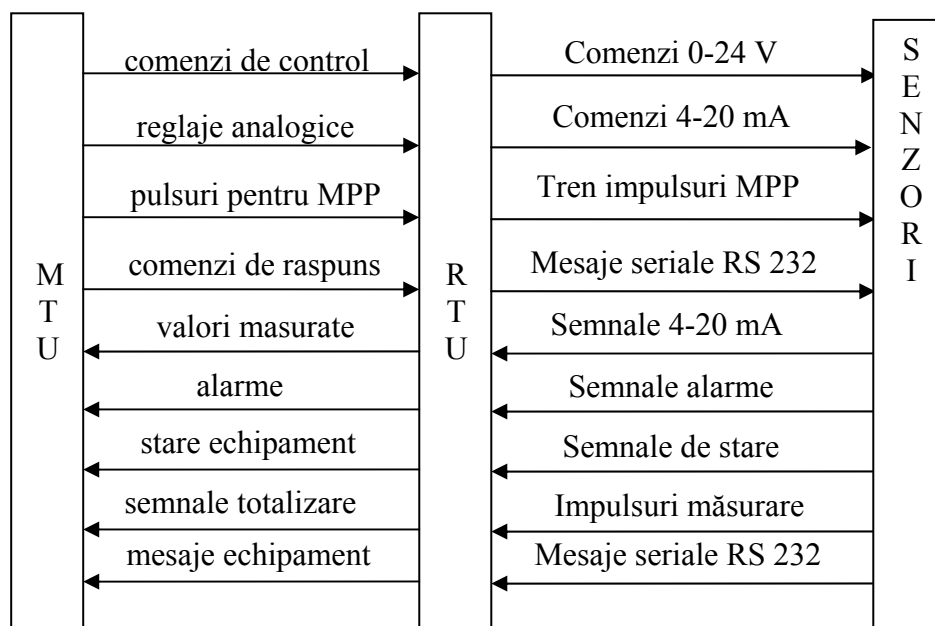 comenzi de control
reglaje analogice
pulsuri pentru MPP
comenzi de raspuns
valori masurate
alarme
stare echipament
semnale totalizare
mesaje echipament
M
T
U
R
T
U
Comenzi 0-24 V
Comenzi 4-20 mA
Tren impulsuri MPP
Mesaje seriale RS 232
Semnale 4-20 mA
Semnale alarme
Semnale de stare
Impulsuri măsurare
Mesaje seriale RS 232
S
E
N
Z
O
R
I